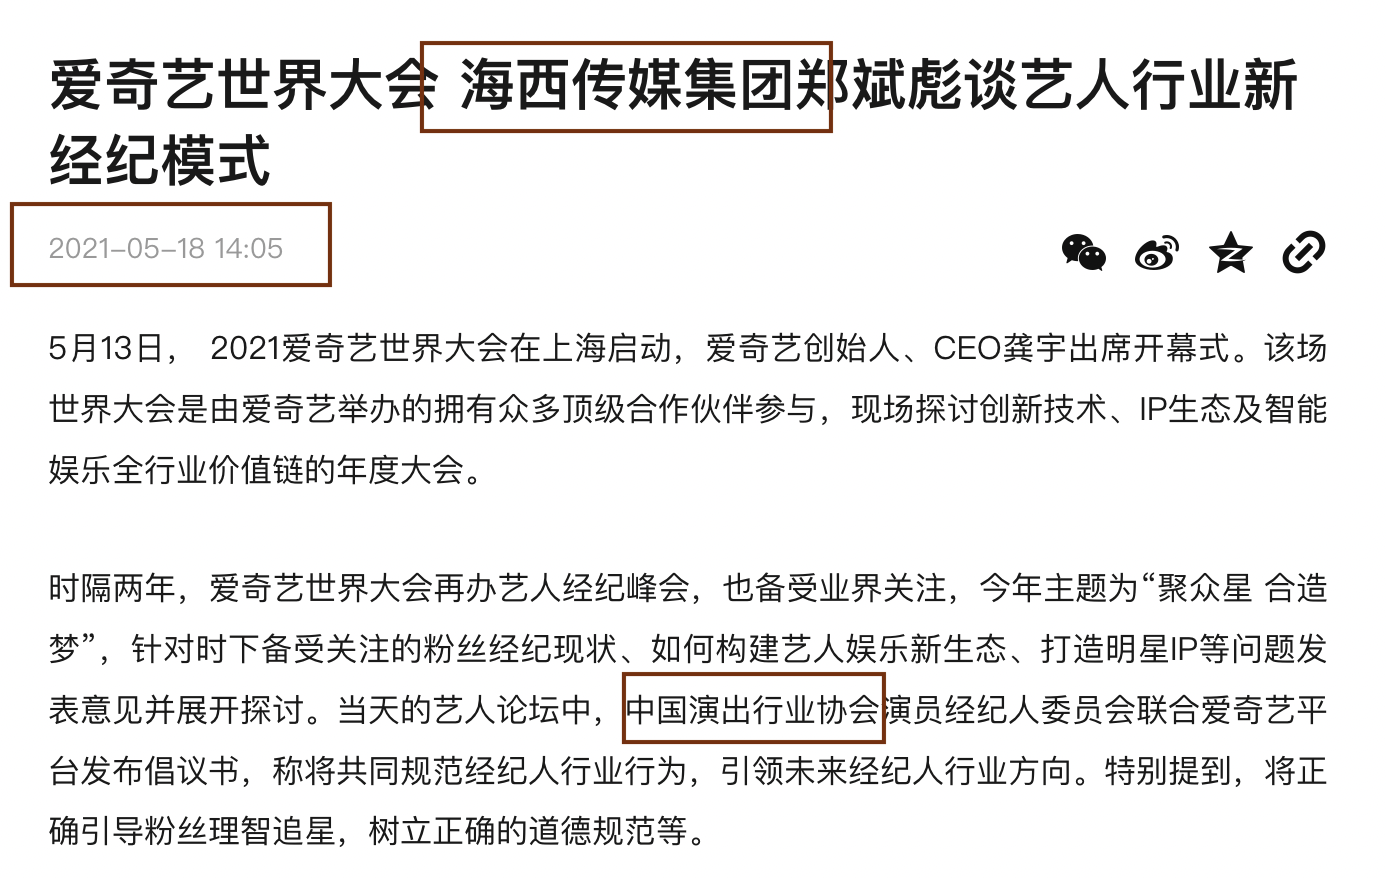 爱奇艺世界大会 海西传媒集团郑斌彪谈艺人行业新
经纪模式
2021-05-18 14:05
5月13日， 2021爱奇艺世界大会在上海启动，爱奇艺创始人、CEO龚宇出席开幕式。该场
世界大会是由爱奇艺举办的拥有众多顶级合作伙伴参与，现场探讨创新技术、IP生态及智能
娱乐全行业价值链的年度大会。
时隔两年，爱奇艺世界大会再办艺人经纪峰会，也备受业界关注，今年主题为“聚众星 合造
梦”，针对时下备受关注的粉丝经纪现状、如何构建艺人娱乐新生态、打造明星IP等问题发
表意见并展开探讨。当天的艺人论坛中，中国演出行业协会演员经纪人委员会联合爱奇艺平
台发布倡议书，称将共同规范经纪人行业行为，引领未来经纪人行业方向。特别提到，将正
确引导粉丝理智追星，树立正确的道德规范等。